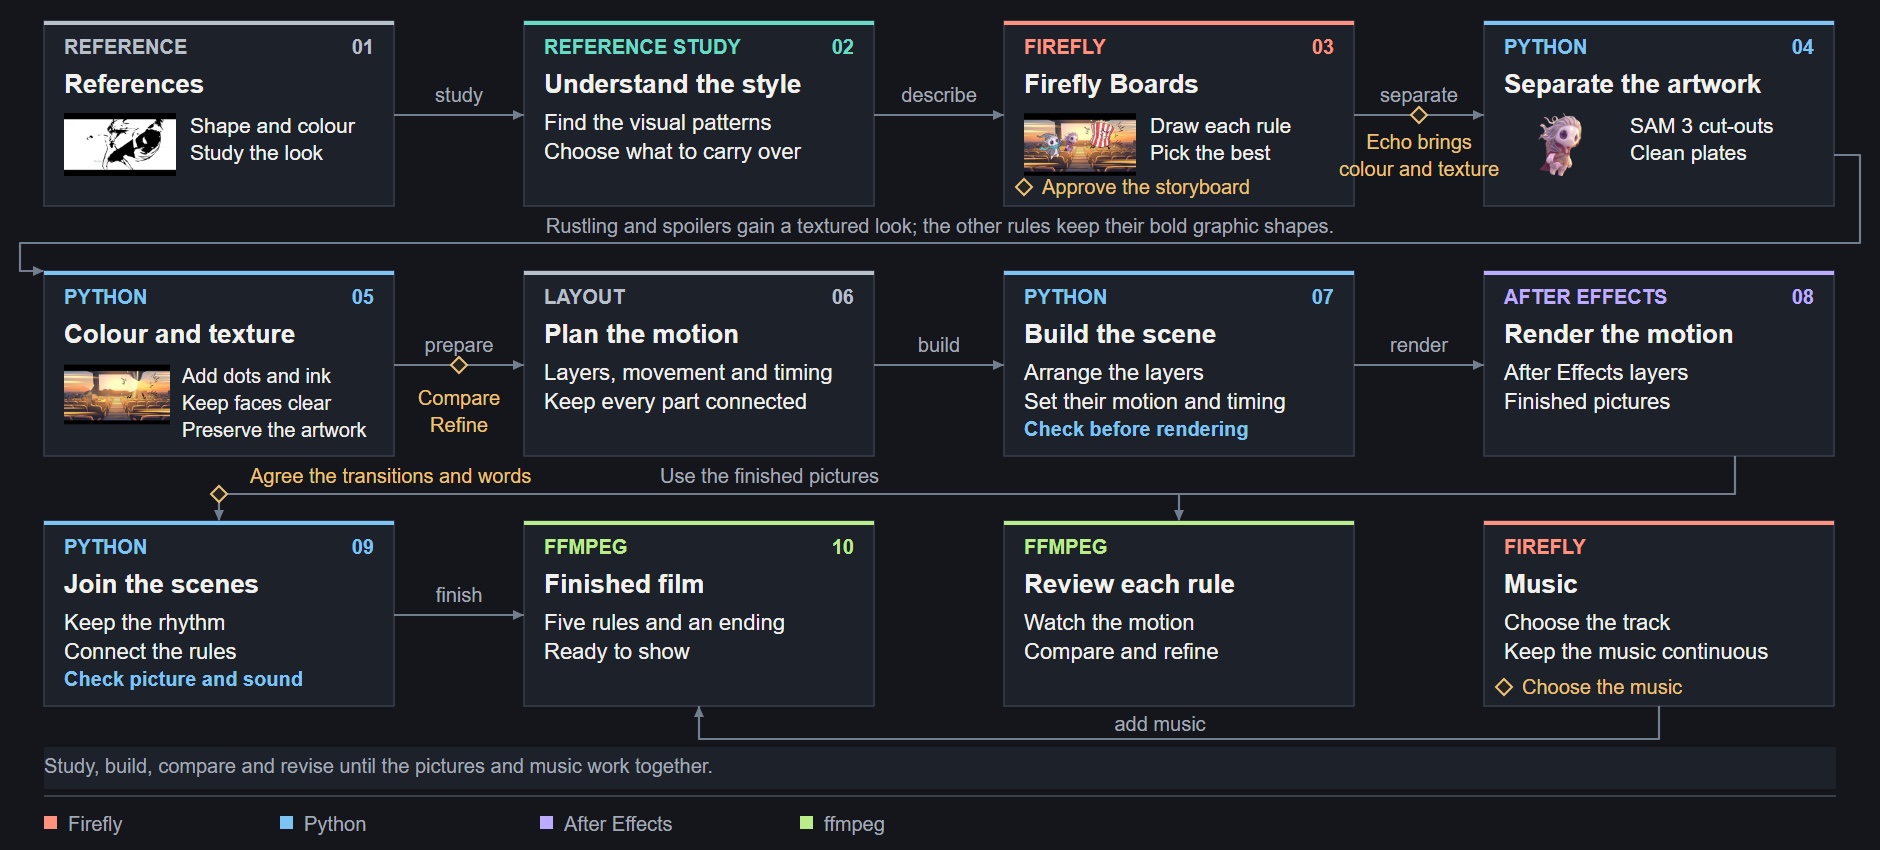 REFERENCE 01
References
Shape and colour
Study the look
study
REFERENCE STUDY 02
Understand the style
Find the visual patterns
Choose what to carry over
describe
FIREFLY 03
Firefly Boards
Draw each rule
Pick the best
Approve the storyboard
separate
Echo brings
colour and texture
PYTHON 04
Separate the artwork
SAM 3 cut-outs
Clean plates
Rustling and spoilers gain a textured look; the other rules keep their bold graphic shapes.
PYTHON 05
Colour and texture
Add dots and ink
Keep faces clear
Preserve the artwork
prepare
Compare
Refine
LAYOUT 06
Plan the motion
Layers, movement and timing
Keep every part connected
build
PYTHON 07
Build the scene
Arrange the layers
Set their motion and timing
Check before rendering
render
AFTER EFFECTS 08
Render the motion
After Effects layers
Finished pictures
Agree the transitions and words
Use the finished pictures
PYTHON 09
Join the scenes
Keep the rhythm
Connect the rules
Check picture and sound
finish
FFMPEG 10
Finished film
Five rules and an ending
Ready to show
FFMPEG
Review each rule
Watch the motion
Compare and refine
FIREFLY
Music
Choose the track
Keep the music continuous
Choose the music
add music
Study, build, compare and revise until the pictures and music work together.
Firefly
Python
After Effects
ffmpeg